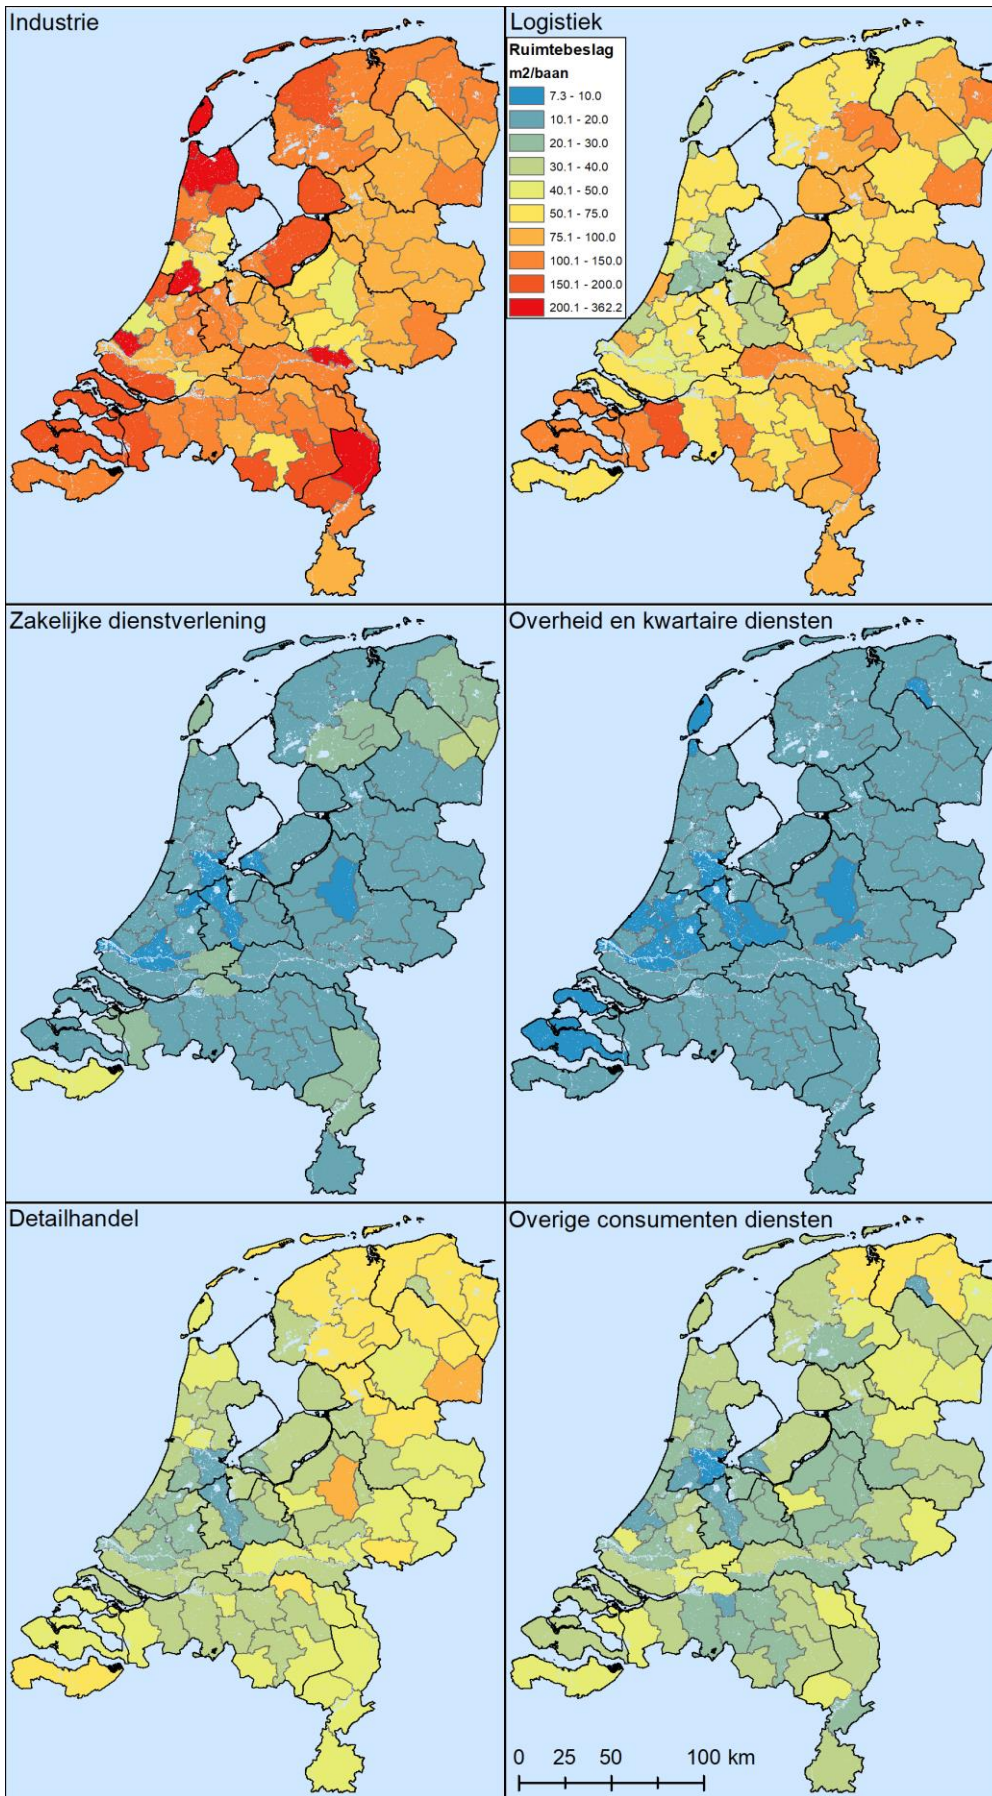 Industrie
Logistiek
Ruimtebeslag
m2/baan
7.3 - 10.0
10.1 - 20.0
20.1 - 30.0
30.1 - 40.0
40.1 - 50.0
50.1 - 75.0
75.1 - 100.0
100.1 - 150.0
150.1 - 200.0
200.1 - 362.2
Zakelijke dienstverlening
Overheid en kwartaire diensten
Detailhandel
Overige consumenten diensten
0 25 50 100 km